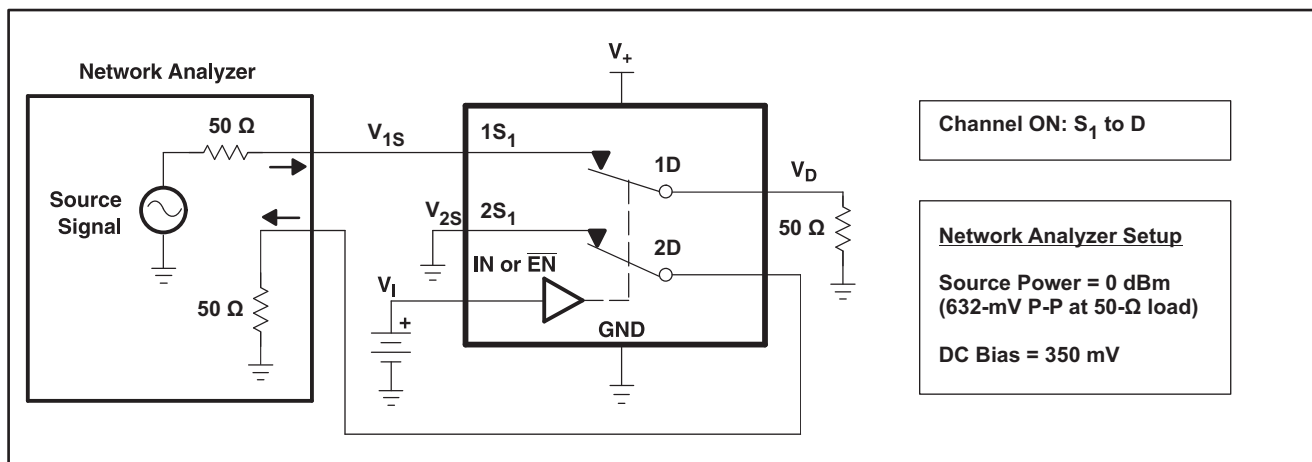 Network Analyzer
50 Ω
Source
Signal
50 Ω
V1S
V2S
VI
+
V+
1S1
1D
2S1
2D
IN or E̅N̅
GND
VD
50 Ω
Channel ON: S1 to D
Network Analyzer Setup
Source Power = 0 dBm
(632-mV P-P at 50-Ω load)
DC Bias = 350 mV